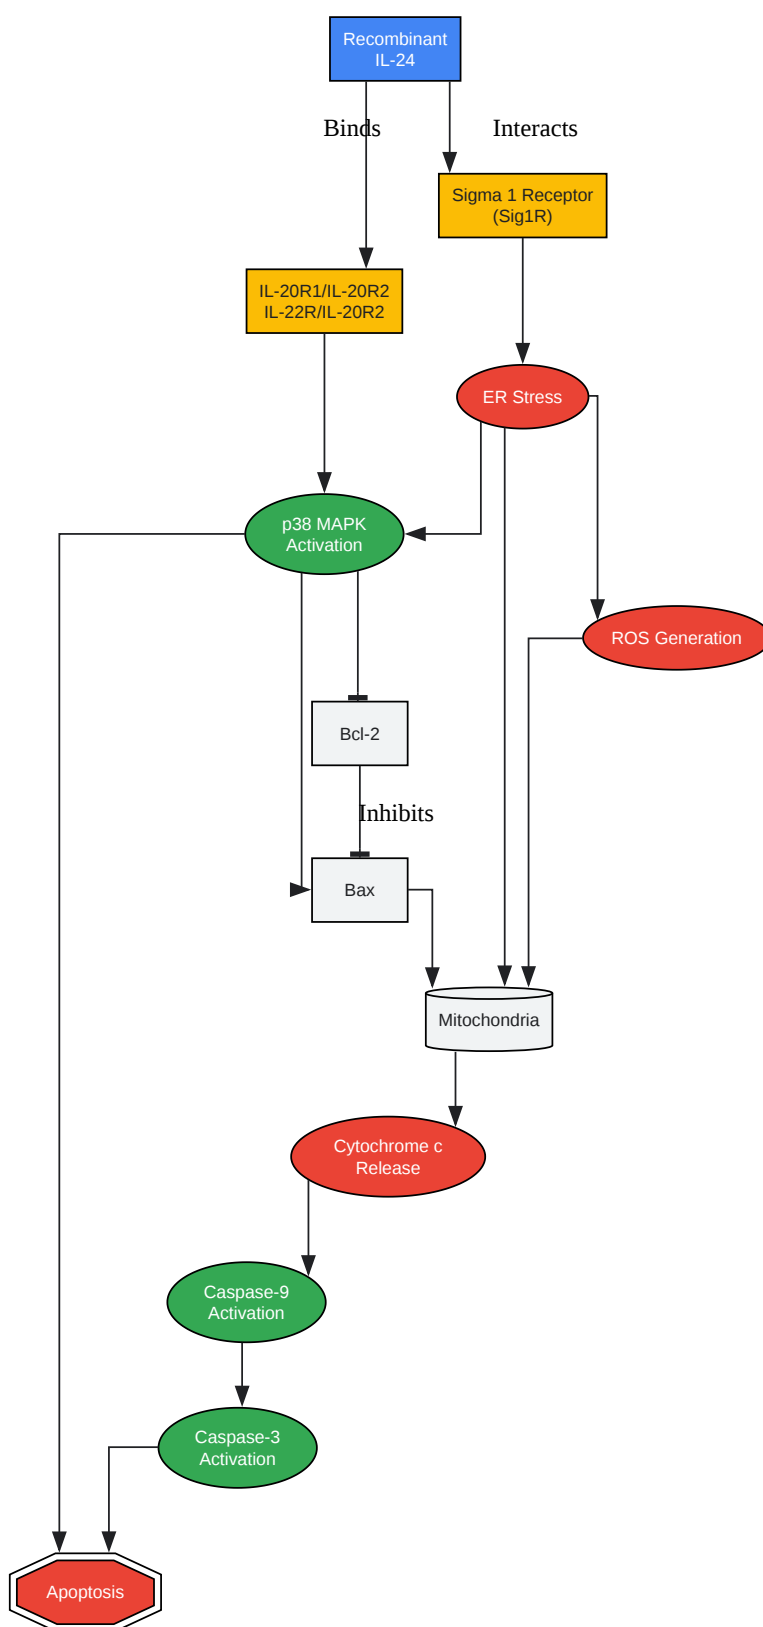 Recombinant
IL-24
Binds
Interacts
Sigma 1 Receptor
(Sig1R)
IL-20R1/IL-20R2
IL-22R/IL-20R2
ER Stress
p38 MAPK
Activation
ROS Generation
Bcl-2
Inhibits
Bax
Mitochondria
Cytochrome c
Release
Caspase-9
Activation
Caspase-3
Activation
Apoptosis